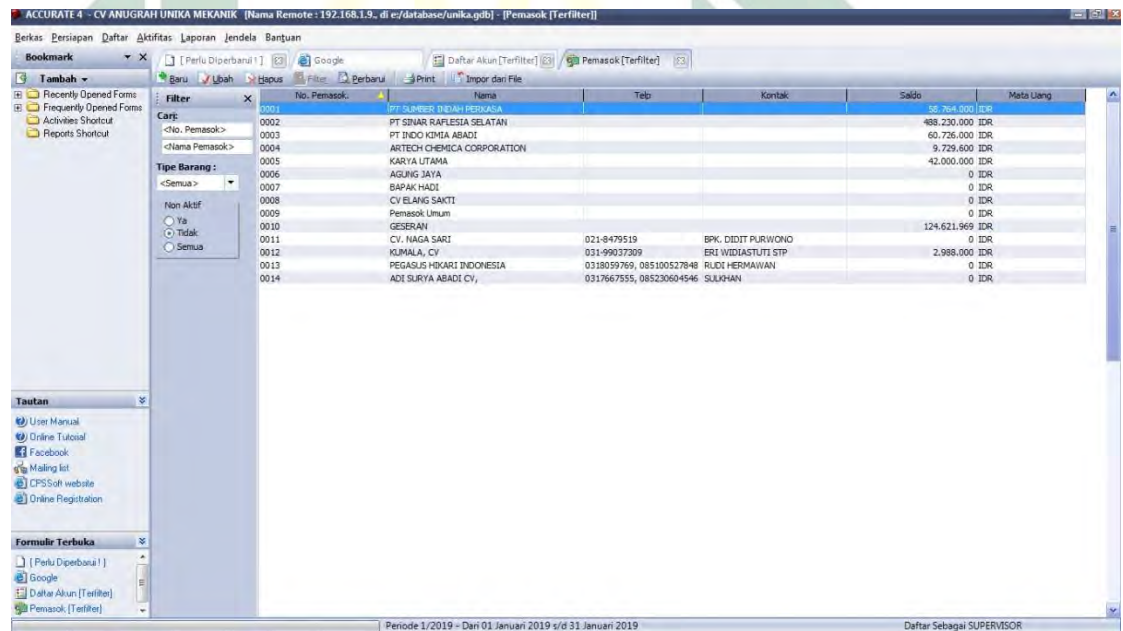 ACCURATE 4 - CV ANUGRAH UNIKA MEKANIK [Nama Remote : 192.168.1.9., di e:/database/unika.gdb] - [Pemasok [Terfilter]]
Berkas Persiapan Daftar Aktifitas Laporan Jendela Bantuan
Bookmark
[ Perlu Diperbarui ! ] Google Daftar Akun [Terfilter] Pemasok [Terfilter]
Tambah
Baru Ubah Hapus Filter Perbarui Print Impor dari File
Recently Opened Forms
Frequently Opened Forms
Activities Shortcut
Reports Shortcut
Filter
Cari:
<No. Pemasok>
<Nama Pemasok>
Tipe Barang :
<Semua>
Non Aktif
Ya
Tidak
Semua
No. Pemasok. Nama Telp Kontak Saldo Mata Uang
0001 PT SUMBER INDAH PERKASA 58.764.000 IDR
0002 PT SINAR RAFLESIA SELATAN 488.230.000 IDR
0003 PT INDO KIMIA ABADI 60.726.000 IDR
0004 ARTECH CHEMICA CORPORATION 9.729.600 IDR
0005 KARYA UTAMA 42.000.000 IDR
0006 AGUNG JAYA 0 IDR
0007 BAPAK HADI 0 IDR
0008 CV ELANG SAKTI 0 IDR
0009 Pemasok Umum 0 IDR
0010 GESERAN 124.621.969 IDR
0011 CV. NAGA SARI 021-8479519 BPK. DIDIT PURWONO 0 IDR
0012 KUMALA, CV 031-99037309 ERI WIDIASTUTI STP 2.988.000 IDR
0013 PEGASUS HIKARI INDONESIA 0318059769, 085100527848 RUDI HERMAWAN 0 IDR
0014 ADI SURYA ABADI CV, 0317667555, 085230604546 SULKHAN 0 IDR
Tautan
User Manual
Online Tutorial
Facebook
Mailing list
CPSSoft website
Online Registration
Formulir Terbuka
[ Perlu Diperbarui ! ]
Google
Daftar Akun [Terfilter]
Pemasok [Terfilter]
Periode 1/2019 - Dari 01 Januari 2019 s/d 31 Januari 2019
Daftar Sebagai SUPERVISOR